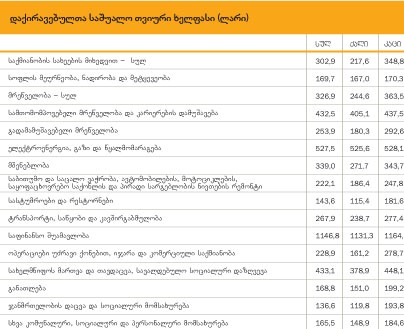 დაქირავებულთა საშუალო თვიური ხელფასი (ლარი)
სულ ქალი კაცი
საქმიანობის სახეების მიხედვით – სულ 302,9 217,6 348,8
სოფლის მეურნეობა, ნადირობა და მეტყევეობა 169,7 167,0 170,3
მრეწველობა – სულ 326,9 244,6 363,5
სამთომომპოვებელი მრეწველობა და კარიერების დამუშავება 432,5 405,1 437,5
გადამამუშავებელი მრეწველობა 253,9 180,3 292,6
ელექტროენერგია, გაზი და წყალმომარაგება 527,5 525,6 528,1
მშენებლობა 339,0 271,7 343,7
საბითუმო და საცალო ვაჭრობა, ავტომობილების, მოტოციკლების,
საყოფაცხოვრებო საქონლის და პირადი სარგებლობის ნივთების რემონტი 222,1 186,4 247,8
სასტუმროები და რესტორნები 143,6 115,4 181,6
ტრანსპორტი, საწყობი და კავშირგაბმულობა 267,9 238,7 277,4
საფინანსო შუამავლობა 1146,8 1131,3 1164,
ოპერაციები უძრავი ქონებით, იჯარა და კომერციული საქმიანობა 228,9 161,2 278,7
სახელმწიფოს მართვა და თავდაცვა, სავალდებულო სოციალური დაზღვევა 433,1 378,9 448,1
განათლება 168,8 151,0 199,2
ჯანმრთელობის დაცვა და სოციალური მომსახურება 136,6 119,8 193,8
სხვა კომუნალური, სოციალური და პერსონალური მომსახურება 165,5 148,9 184,6